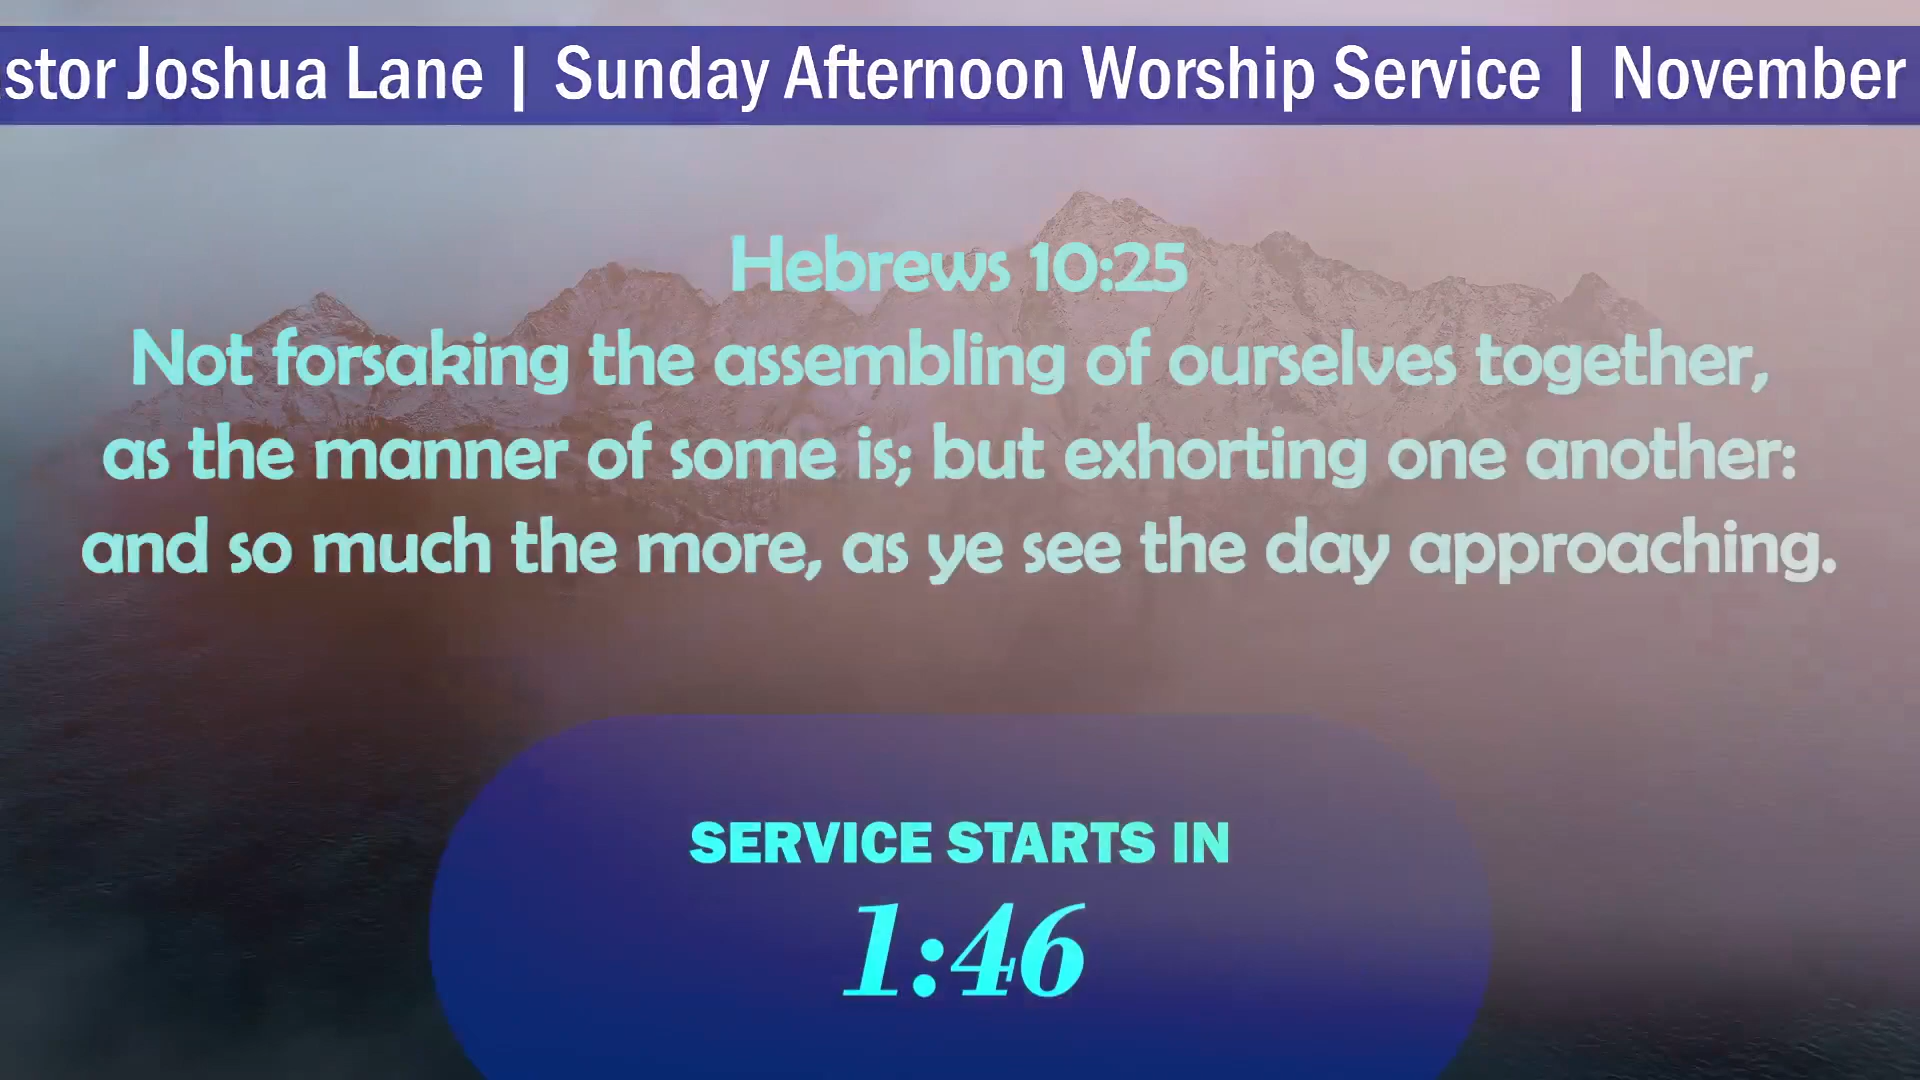 stor Joshua Lane | Sunday Afternoon Worship Service | November
Hebrews 10:25
Not forsaking the assembling of ourselves together,
as the manner of some is; but exhorting one another:
and so much the more, as ye see the day approaching.
SERVICE STARTS IN
1:46